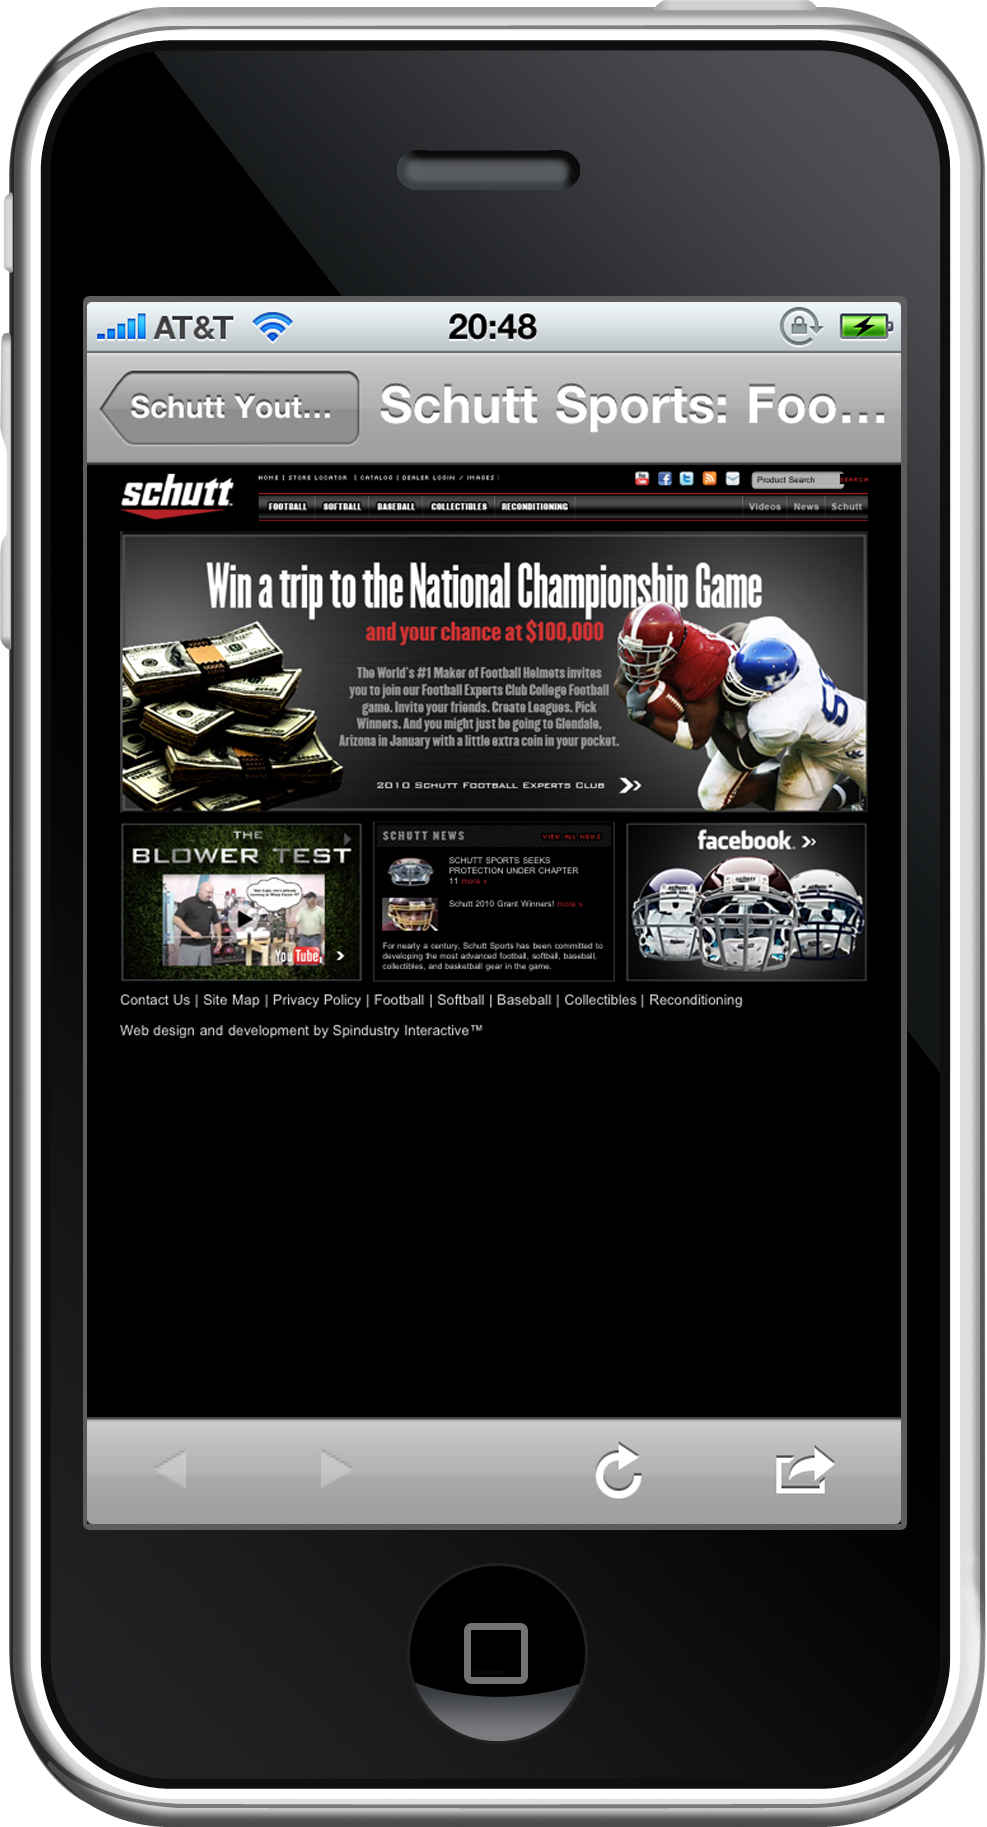 AT&T 20:48
Schutt Yout... Schutt Sports: Foo...
schutt
HOME | STORE LOCATOR | CATALOG | DEALER LOGIN / IMAGES |
Product Search SEARCH
FOOTBALL SOFTBALL BASEBALL COLLECTIBLES RECONDITIONING
Videos News Schutt
Win a trip to the National Championship Game
and your chance at $100,000
The World's #1 Maker of Football Helmets invites
you to join our Football Experts Club College Football
game. Invite your friends. Create Leagues. Pick
Winners. And you might just be going to Glendale,
Arizona in January with a little extra coin in your pocket.
2010 SCHUTT FOOTBALL EXPERTS CLUB
THE
BLOWER TEST
YouTube
SCHUTT NEWS VIEW ALL NEWS
SCHUTT SPORTS SEEKS
PROTECTION UNDER CHAPTER
11 more »
Schutt 2010 Grant Winners! more »
For nearly a century, Schutt Sports has been committed to
developing the most advanced football, softball, baseball,
collectibles, and basketball gear in the game.
facebook. »
Contact Us | Site Map | Privacy Policy | Football | Softball | Baseball | Collectibles | Reconditioning
Web design and development by Spindustry Interactive™